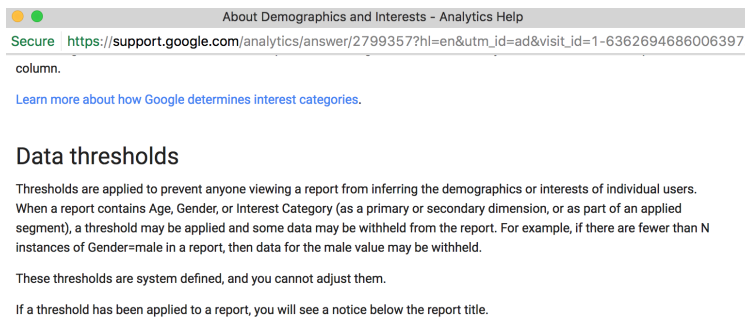 About Demographics and Interests - Analytics Help
Secure https://support.google.com/analytics/answer/2799357?hl=en&utm_id=ad&visit_id=1-6362694686006397
column.
Learn more about how Google determines interest categories.
Data thresholds
Thresholds are applied to prevent anyone viewing a report from inferring the demographics or interests of individual users.
When a report contains Age, Gender, or Interest Category (as a primary or secondary dimension, or as part of an applied
segment), a threshold may be applied and some data may be withheld from the report. For example, if there are fewer than N
instances of Gender=male in a report, then data for the male value may be withheld.
These thresholds are system defined, and you cannot adjust them.
If a threshold has been applied to a report, you will see a notice below the report title.